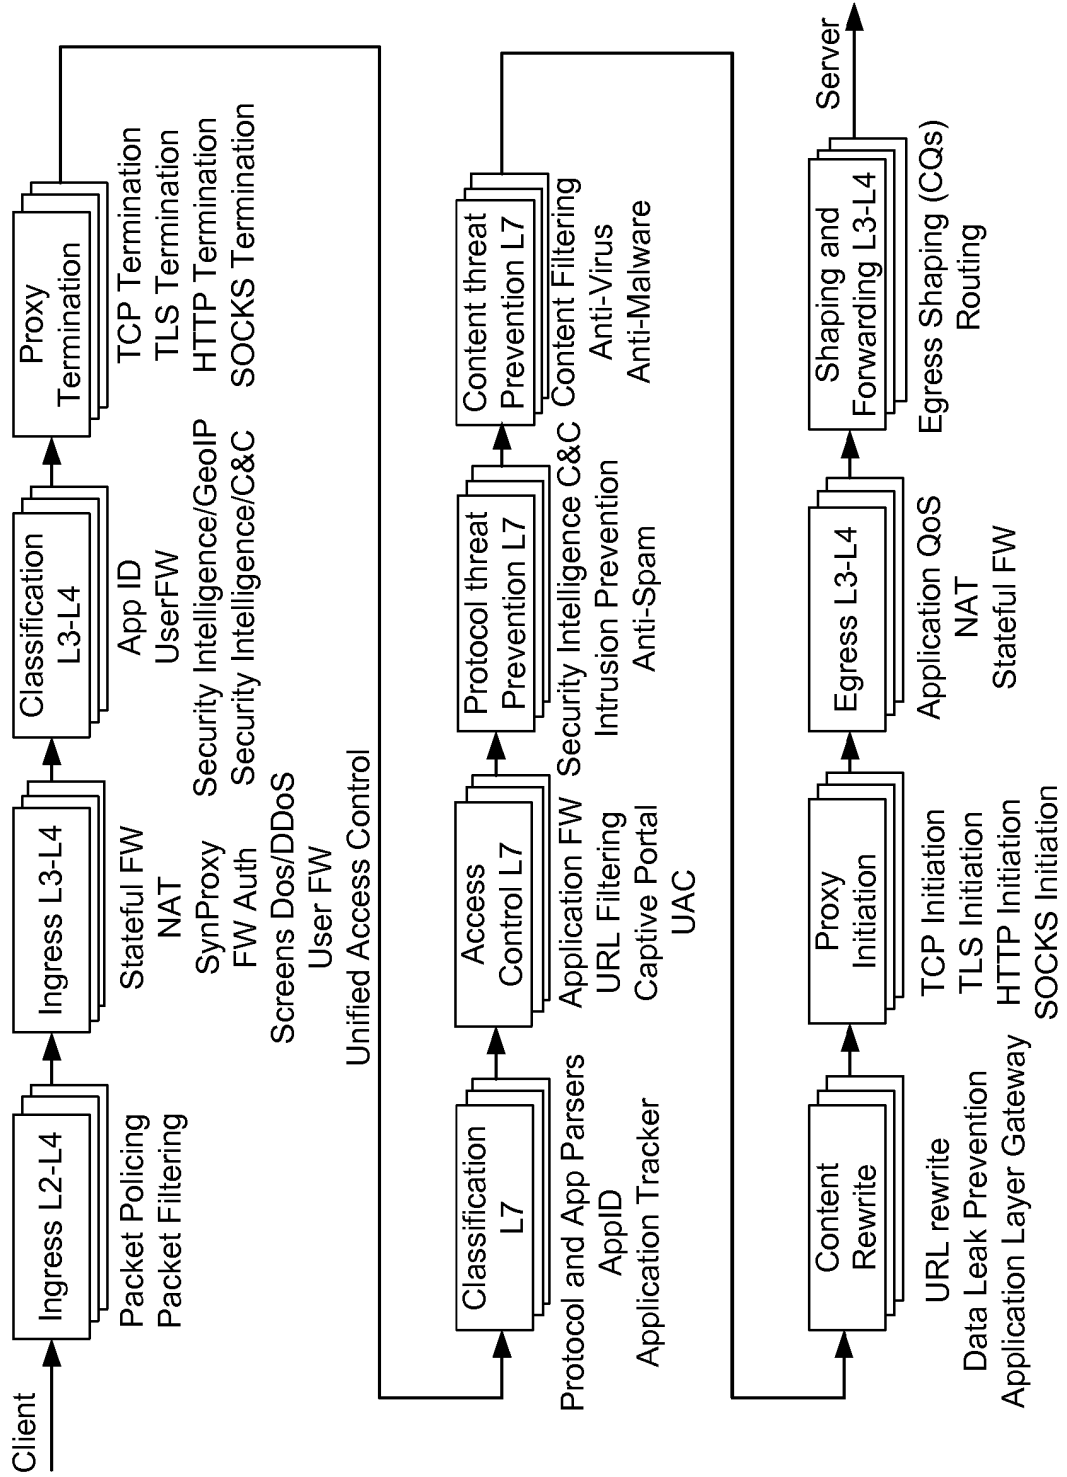 Client
Ingress L2-L4
Packet Policing
Packet Filtering
Ingress L3-L4
Stateful FW
NAT
SynProxy
FW Auth
Screens Dos/DDoS
User FW
Unified Access Control
Classification
L3-L4
App ID
UserFW
Security Intelligence/GeoIP
Security Intelligence/C&C
Proxy
Termination
TCP Termination
TLS Termination
HTTP Termination
SOCKS Termination
Classification
L7
Protocol and App Parsers
AppID
Application Tracker
Access
Control L7
Application FW
URL Filtering
Captive Portal
UAC
Protocol threat
Prevention L7
Security Intelligence C&C
Intrusion Prevention
Anti-Spam
Content threat
Prevention L7
Content Filtering
Anti-Virus
Anti-Malware
Content
Rewrite
URL rewrite
Data Leak Prevention
Application Layer Gateway
Proxy
Initiation
TCP Initiation
TLS Initiation
HTTP Initiation
SOCKS Initiation
Egress L3-L4
Application QoS
NAT
Stateful FW
Shaping and
Forwarding L3-L4
Egress Shaping (CQs)
Routing
Server